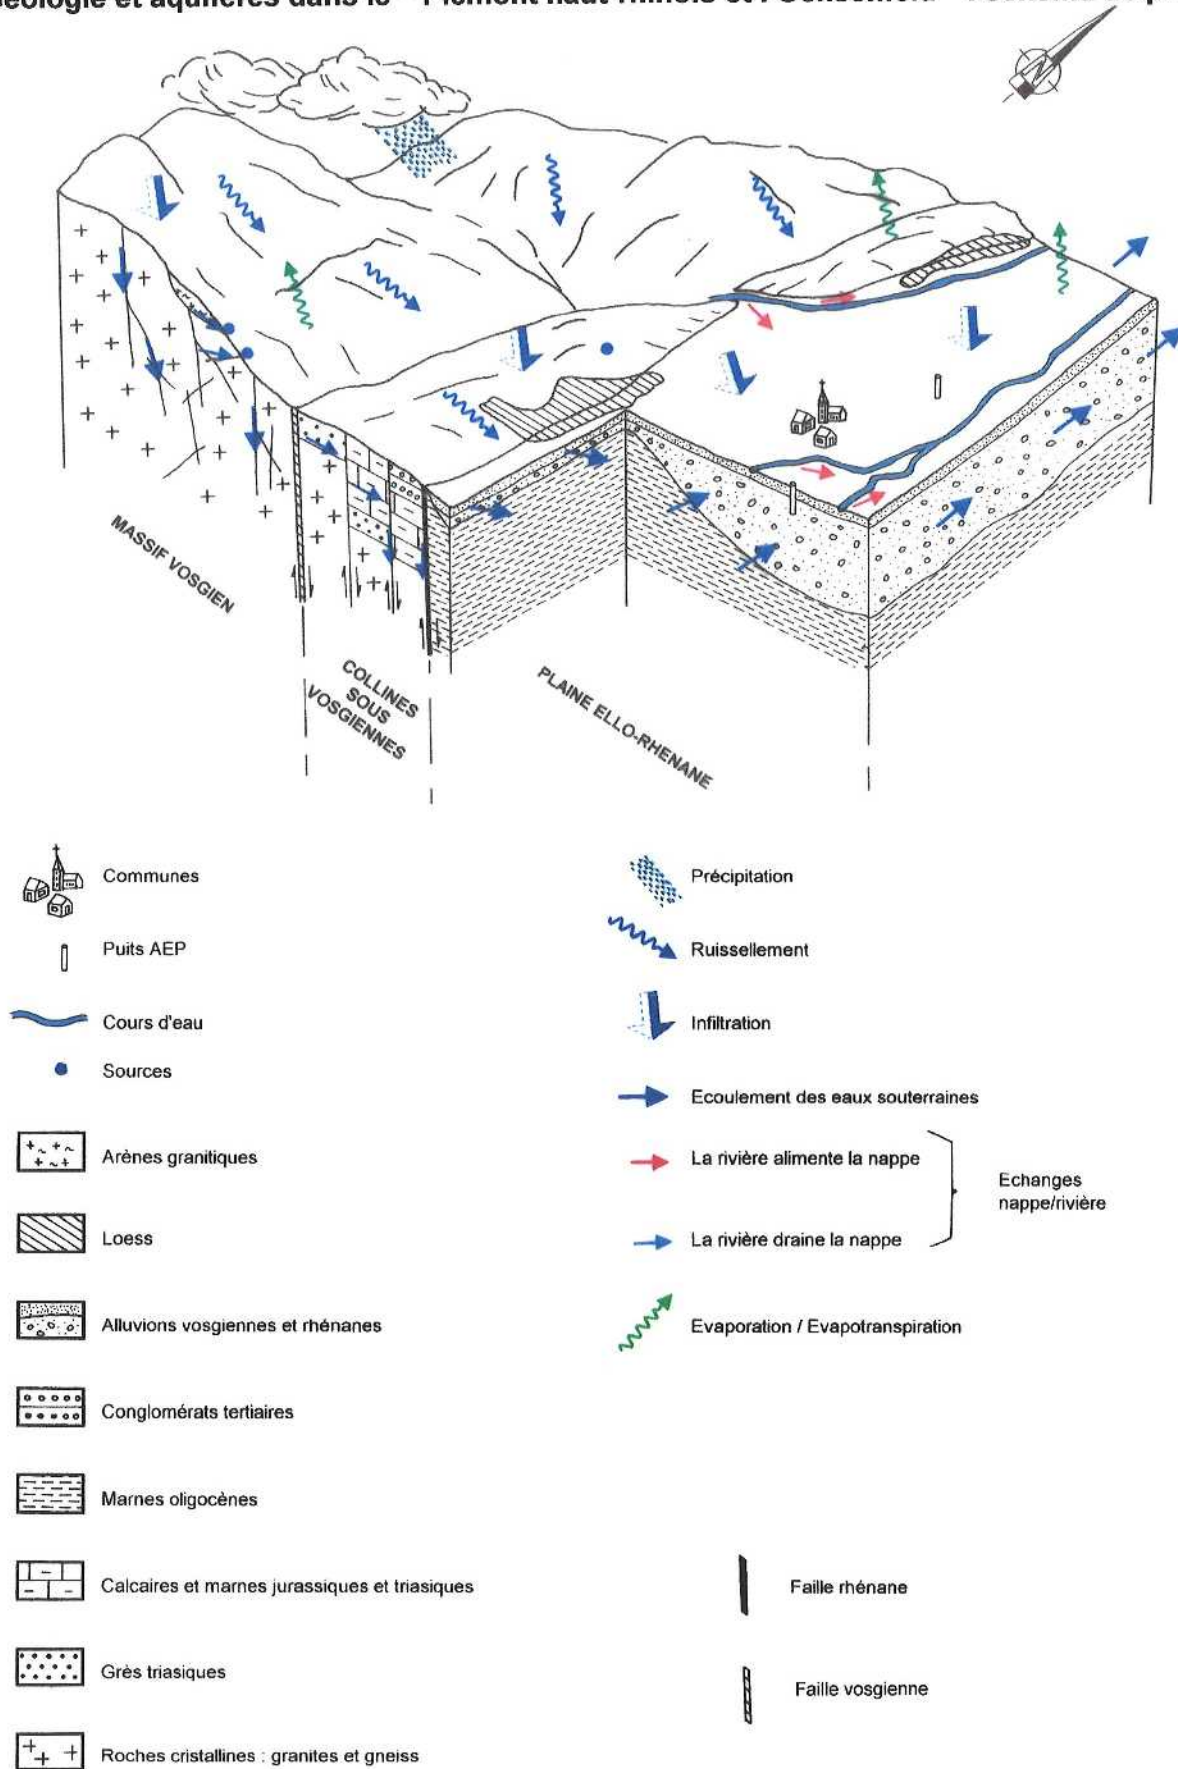 MASSIF VOSGIEN
COLLINES
SOUS
VOSGIENNES
PLAINE ELLO-RHENANE
Communes
Puits AEP
Cours d'eau
Sources
Arènes granitiques
Loess
Alluvions vosgiennes et rhénanes
Conglomérats tertiaires
Marnes oligocènes
Calcaires et marnes jurassiques et triasiques
Grès triasiques
Roches cristallines : granites et gneiss
Précipitation
Ruissellement
Infiltration
Ecoulement des eaux souterraines
La rivière alimente la nappe
La rivière draine la nappe
Echanges
nappe/rivière
Evaporation / Evapotranspiration
Faille rhénane
Faille vosgienne